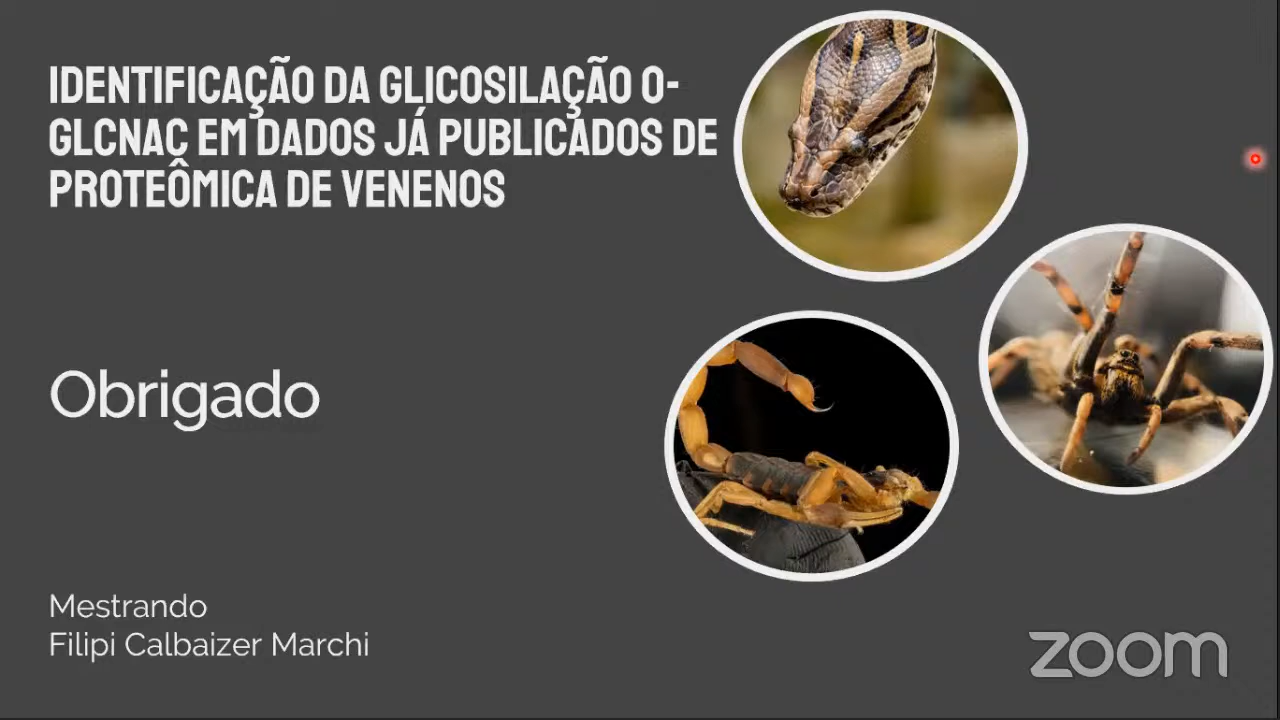 IDENTIFICAÇÃO DA GLICOSILAÇÃO O-
GLCNAC EM DADOS JÁ PUBLICADOS DE
PROTEÔMICA DE VENENOS
Obrigado
Mestrando
Filipi Calbaizer Marchi
zoom